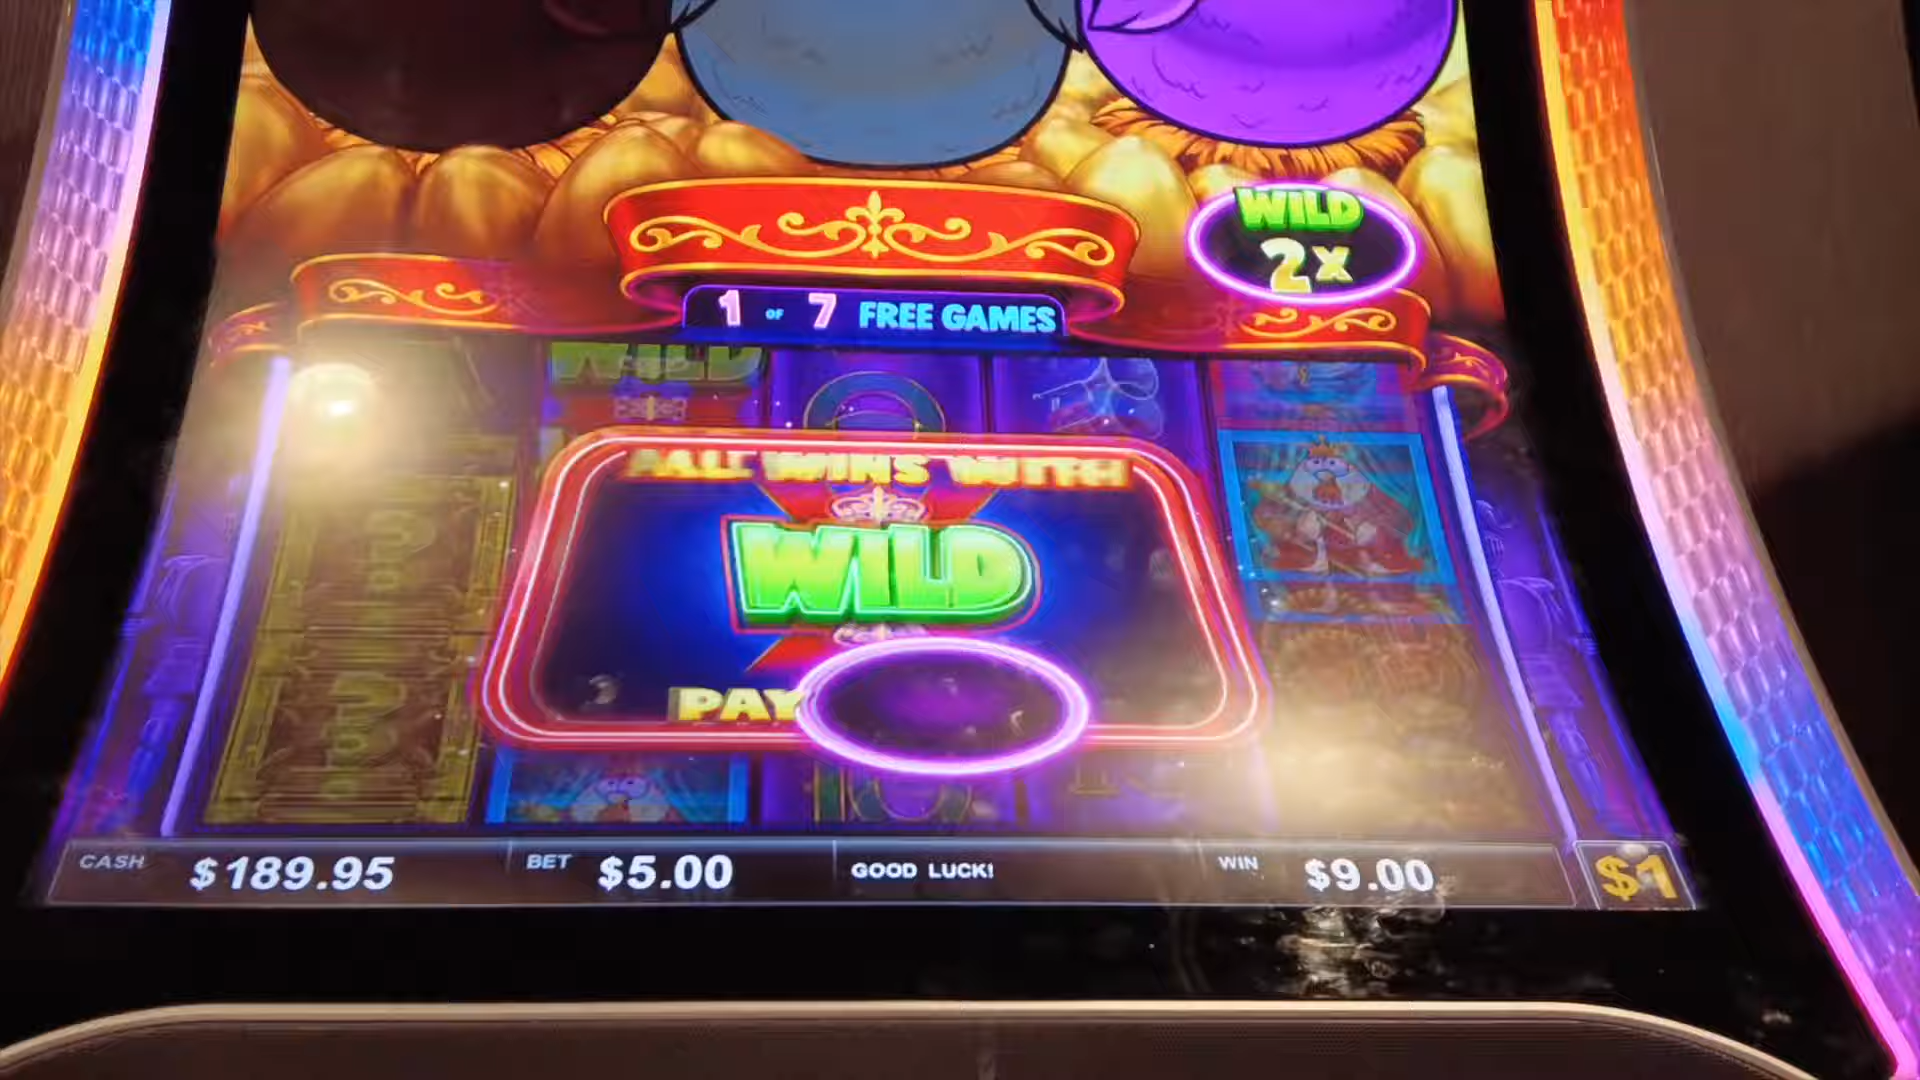 WILD
2x
1 OF 7 FREE GAMES
WILD
ALL WINS WITH
WILD
PAY
CASH $189.95 BET $5.00 GOOD LUCK! WIN $9.00 $1